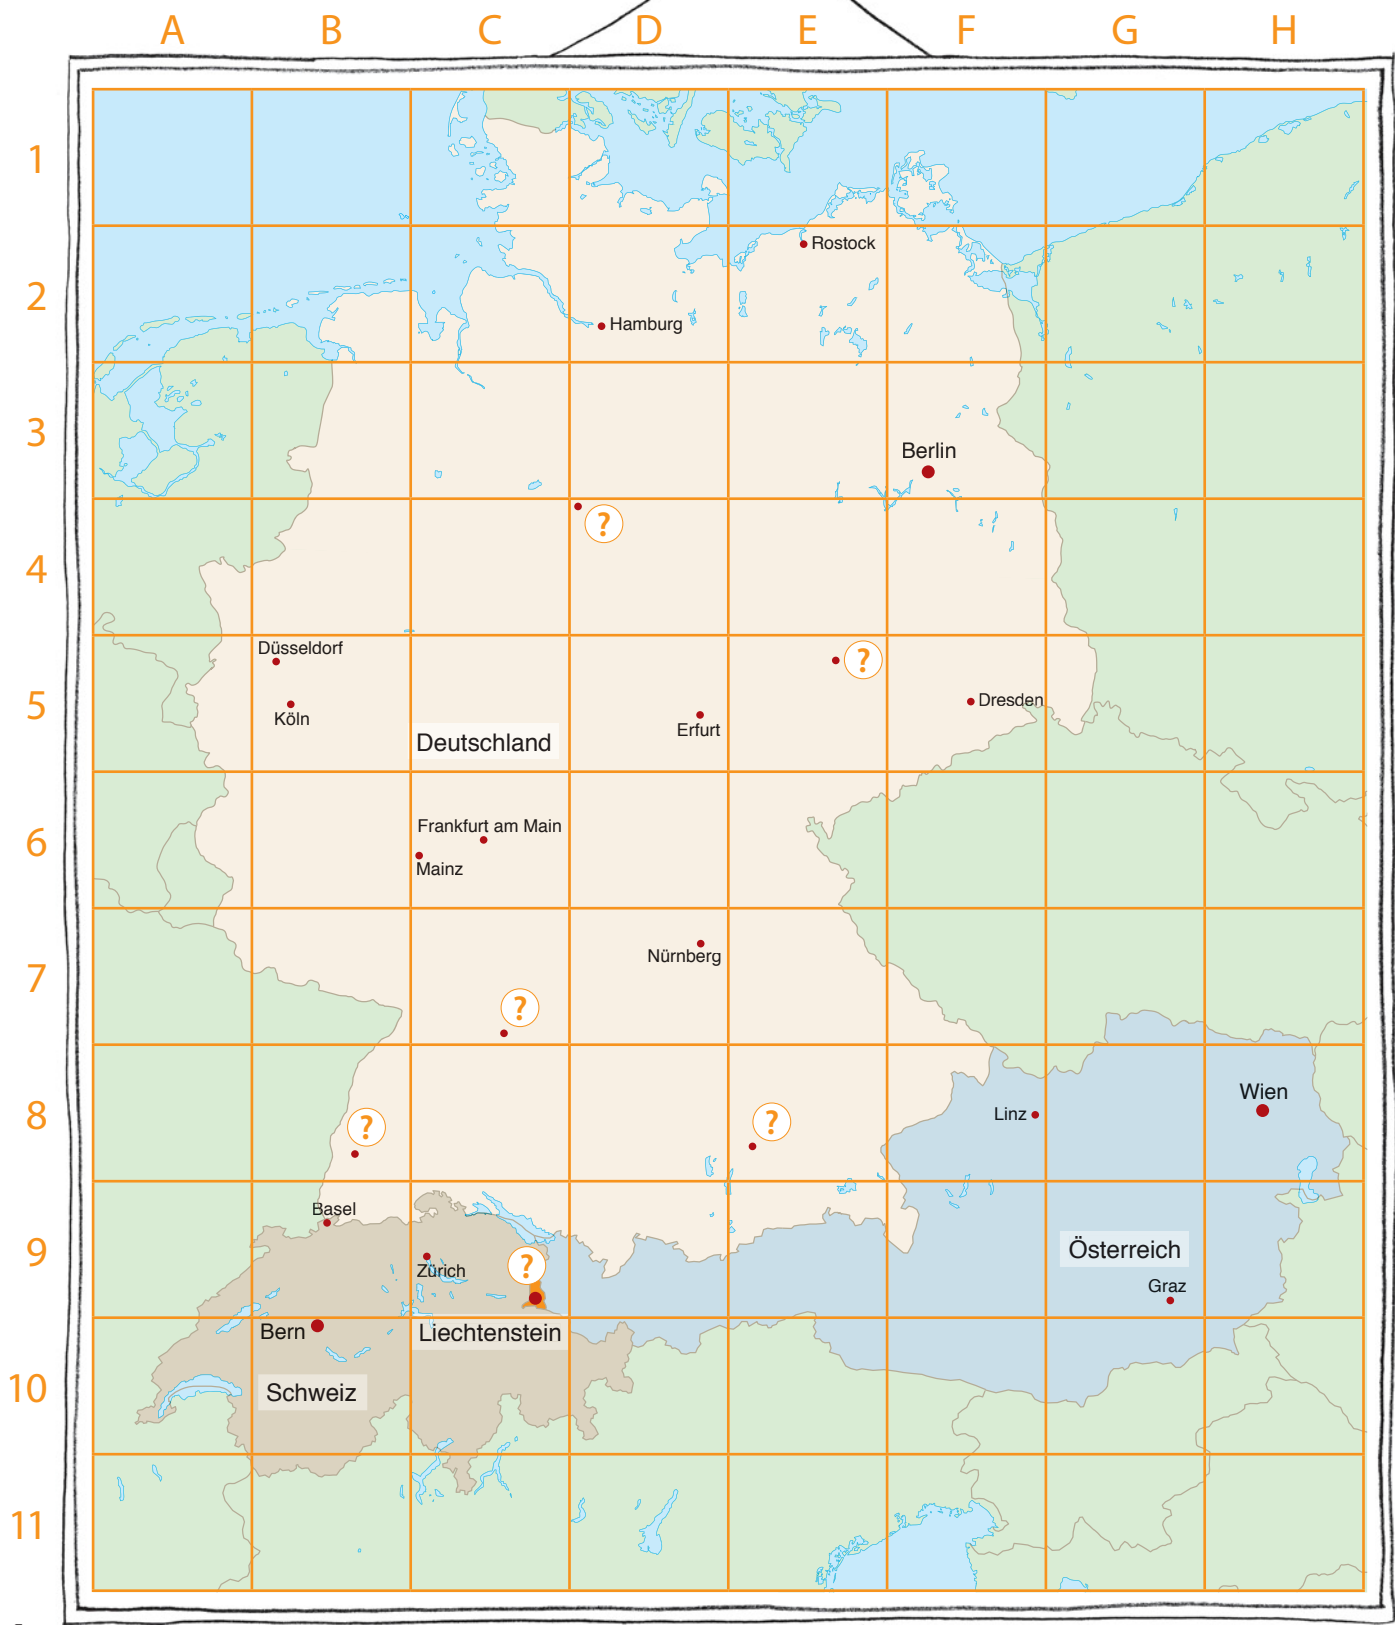 A B C D E F G H
1
2
3
4
5
6
7
8
9
10
11
Rostock
Hamburg
Berlin
?
Düsseldorf
?
Köln
Dresden
Erfurt
Deutschland
Frankfurt am Main
Mainz
Nürnberg
?
Wien
Linz
?
?
Basel
Österreich
Zürich
?
Graz
Bern
Liechtenstein
Schweiz